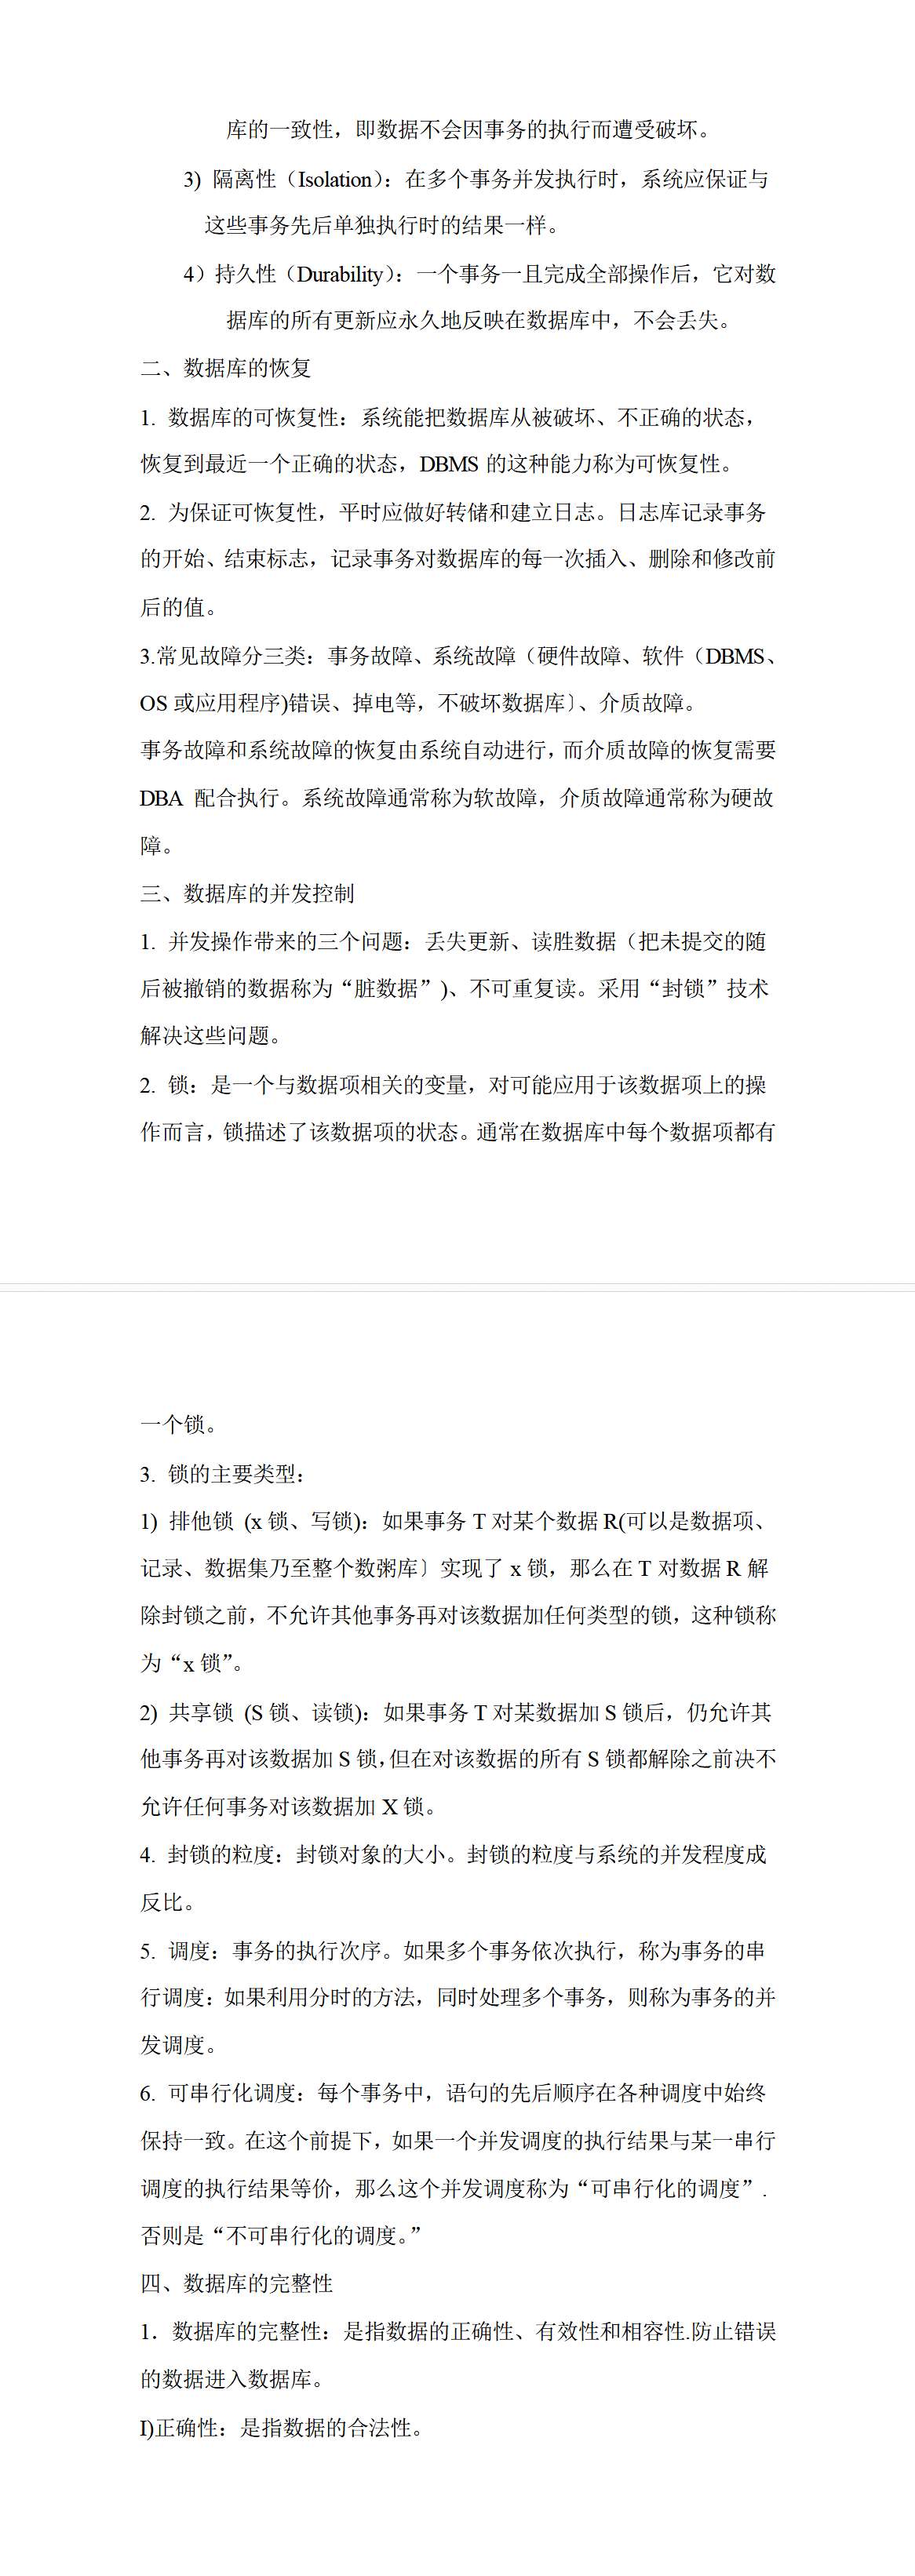 库的一致性，即数据不会因事务的执行而遭受破坏。
3) 隔离性（Isolation）：在多个事务并发执行时，系统应保证与
这些事务先后单独执行时的结果一样。
4）持久性（Durability）：一个事务一且完成全部操作后，它对数
据库的所有更新应永久地反映在数据库中，不会丢失。
二、数据库的恢复
1. 数据库的可恢复性：系统能把数据库从被破坏、不正确的状态，
恢复到最近一个正确的状态，DBMS 的这种能力称为可恢复性。
2. 为保证可恢复性，平时应做好转储和建立日志。日志库记录事务
的开始、结束标志，记录事务对数据库的每一次插入、删除和修改前
后的值。
3.常见故障分三类：事务故障、系统故障（硬件故障、软件（DBMS、
OS 或应用程序)错误、掉电等，不破坏数据库〕、介质故障。
事务故障和系统故障的恢复由系统自动进行，而介质故障的恢复需要
DBA 配合执行。系统故障通常称为软故障，介质故障通常称为硬故
障。
三、数据库的并发控制
1. 并发操作带来的三个问题：丢失更新、读胜数据（把未提交的随
后被撤销的数据称为“脏数据”)、不可重复读。采用“封锁”技术
解决这些问题。
2. 锁：是一个与数据项相关的变量，对可能应用于该数据项上的操
作而言，锁描述了该数据项的状态。通常在数据库中每个数据项都有
一个锁。
3. 锁的主要类型：
1) 排他锁 (x 锁、写锁)：如果事务 T 对某个数据 R(可以是数据项、
记录、数据集乃至整个数粥库〕实现了 x 锁，那么在 T 对数据 R 解
除封锁之前，不允许其他事务再对该数据加任何类型的锁，这种锁称
为“x 锁”。
2) 共享锁 (S 锁、读锁)：如果事务 T 对某数据加 S 锁后，仍允许其
他事务再对该数据加 S 锁，但在对该数据的所有 S 锁都解除之前决不
允许任何事务对该数据加 X 锁。
4. 封锁的粒度：封锁对象的大小。封锁的粒度与系统的并发程度成
反比。
5. 调度：事务的执行次序。如果多个事务依次执行，称为事务的串
行调度：如果利用分时的方法，同时处理多个事务，则称为事务的并
发调度。
6. 可串行化调度：每个事务中，语句的先后顺序在各种调度中始终
保持一致。在这个前提下，如果一个并发调度的执行结果与某一串行
调度的执行结果等价，那么这个并发调度称为“可串行化的调度”.
否则是“不可串行化的调度。”
四、数据库的完整性
1．数据库的完整性：是指数据的正确性、有效性和相容性.防止错误
的数据进入数据库。
I)正确性：是指数据的合法性。